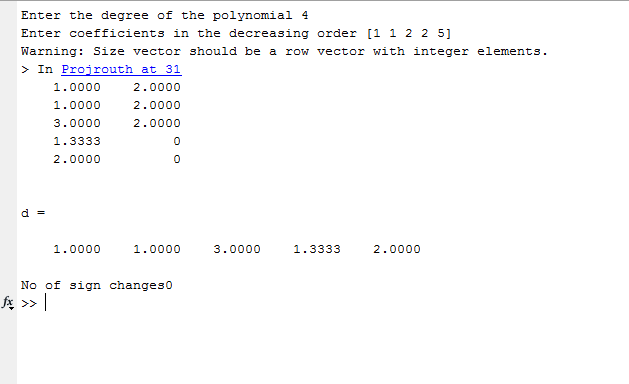 Enter the degree of the polynomial 4
Enter coefficients in the decreasing order [1 1 2 2 5]
Warning: Size vector should be a row vector with integer elements.
> In Projrouth at 31
1.0000 2.0000
1.0000 2.0000
3.0000 2.0000
1.3333 0
2.0000 0
d =
1.0000 1.0000 3.0000 1.3333 2.0000
No of sign changes0
fx >>